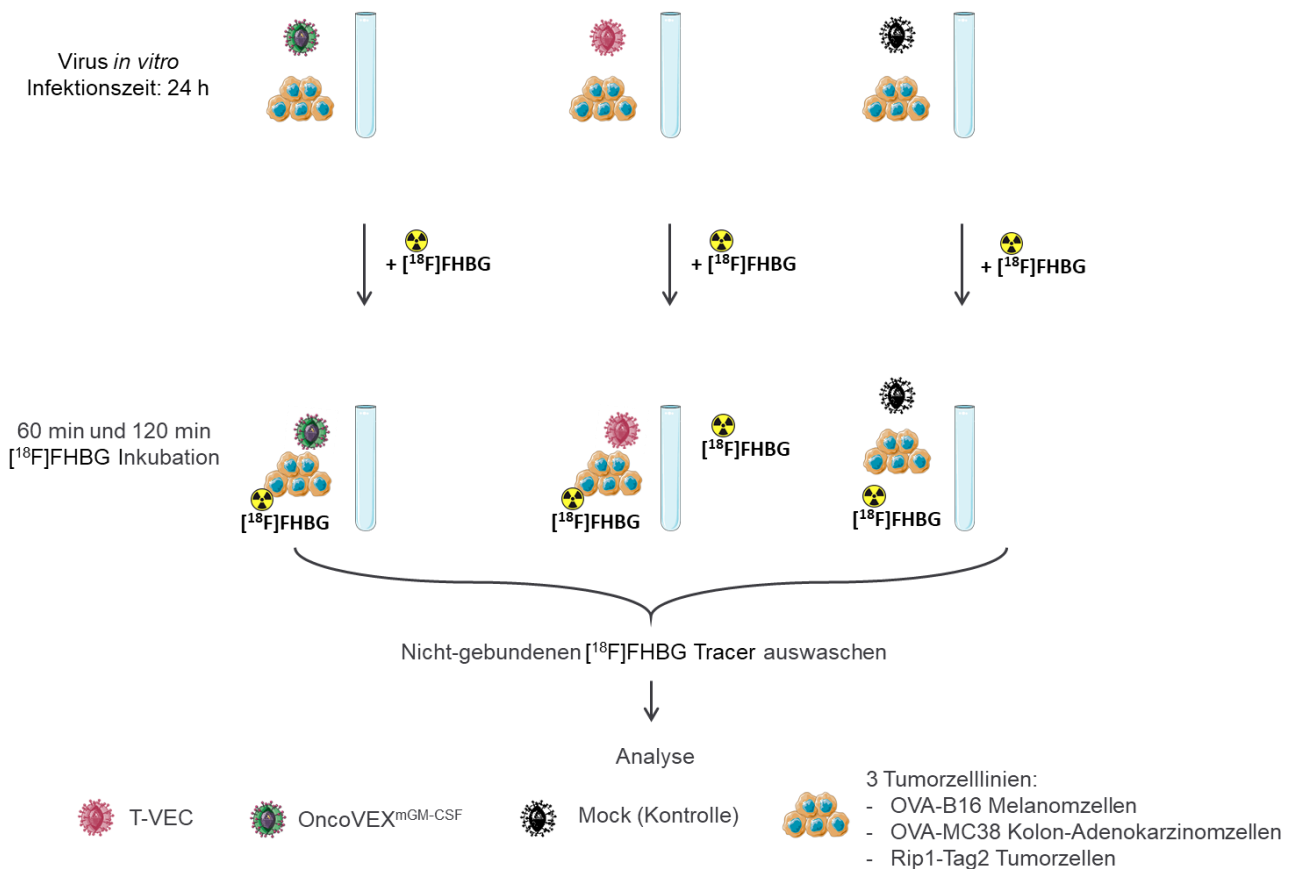 Virus in vitro
Infektionszeit: 24 h
+ [¹⁸F]FHBG
+ [¹⁸F]FHBG
+ [¹⁸F]FHBG
60 min und 120 min
[¹⁸F]FHBG Inkubation
[¹⁸F]FHBG
[¹⁸F]FHBG
[¹⁸F]FHBG
[¹⁸F]FHBG
Nicht-gebundenen [¹⁸F]FHBG Tracer auswaschen
Analyse
T-VEC
OncoVEXᵐᴳᴹ⁻ᶜˢᶠ
Mock (Kontrolle)
3 Tumorzelllinien:
- OVA-B16 Melanomzellen
- OVA-MC38 Kolon-Adenokarzinomzellen
- Rip1-Tag2 Tumorzellen